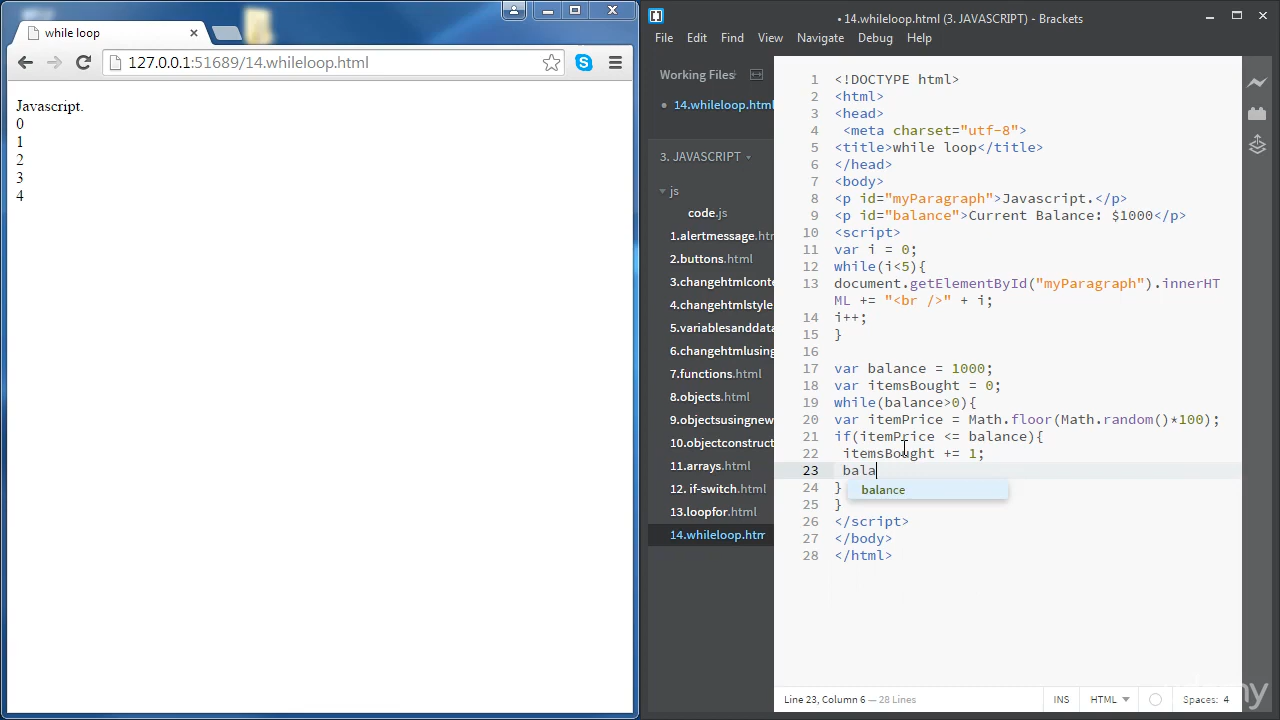 while loop
127.0.0.1:51689/14.whileloop.html
Javascript.
0
1
2
3
4
• 14.whileloop.html (3. JAVASCRIPT) - Brackets
File Edit Find View Navigate Debug Help
Working Files
14.whileloop.html
3. JAVASCRIPT
js
code.js
1.alertmessage.htm
2.buttons.html
3.changehtmlconte
4.changehtmlstyle
5.variablesanddata
6.changehtmlusing
7.functions.html
8.objects.html
9.objectsusingnew
10.objectconstruct
11.arrays.html
12. if-switch.html
13.loopfor.html
14.whileloop.htm
1 <!DOCTYPE html>
2 <html>
3 <head>
4 <meta charset="utf-8">
5 <title>while loop</title>
6 </head>
7 <body>
8 <p id="myParagraph">Javascript.</p>
9 <p id="balance">Current Balance: $1000</p>
10 <script>
11 var i = 0;
12 while(i<5){
13 document.getElementById("myParagraph").innerHT
ML += "<br />" + i;
14 i++;
15 }
16
17 var balance = 1000;
18 var itemsBought = 0;
19 while(balance>0){
20 var itemPrice = Math.floor(Math.random()*100);
21 if(itemPrice <= balance){
22 itemsBought += 1;
23 bala
24 }
balance
25 }
26 </script>
27 </body>
28 </html>
Line 23, Column 6 — 28 Lines
INS HTML Spaces: 4